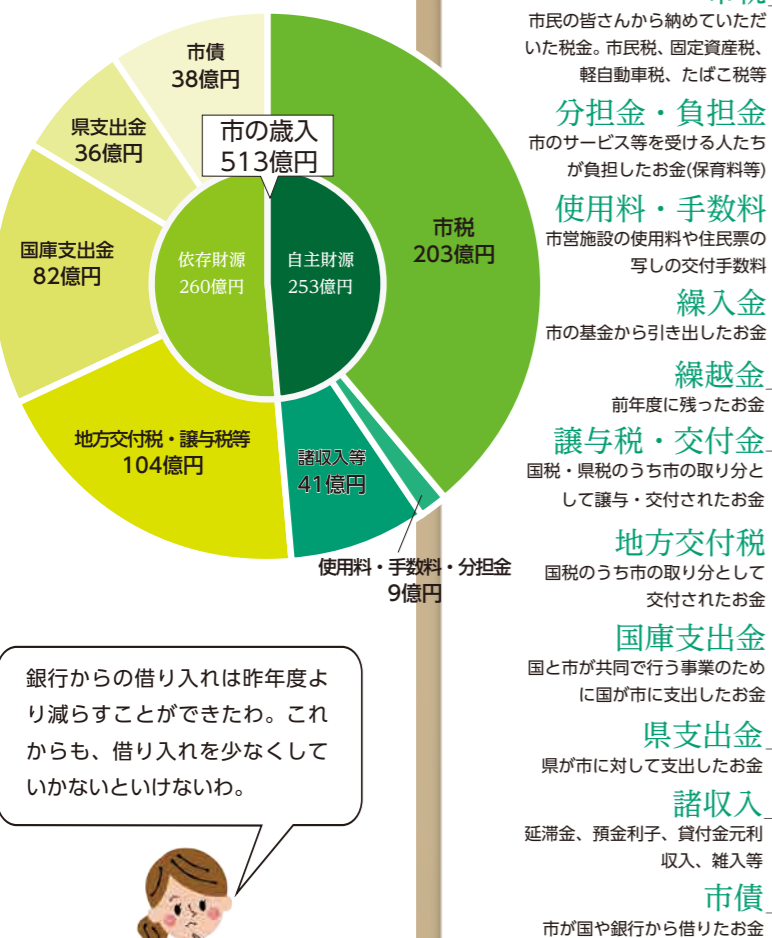 市債
38億円
県支出金
36億円
市の歳入
513億円
国庫支出金
82億円
依存財源
260億円
自主財源
253億円
市税
203億円
地方交付税・譲与税等
104億円
諸収入等
41億円
使用料・手数料・分担金
9億円
銀行からの借り入れは昨年度よ
り減らすことができたわ。これ
からも、借り入れを少なくして
いかないといけないわ。
市民の皆さんから納めていただ
いた税金。市民税、固定資産税、
軽自動車税、たばこ税等
分担金・負担金
市のサービス等を受ける人たち
が負担したお金(保育料等)
使用料・手数料
市営施設の使用料や住民票の
写しの交付手数料
繰入金
市の基金から引き出したお金
繰越金
前年度に残ったお金
譲与税・交付金
国税・県税のうち市の取り分と
して譲与・交付されたお金
地方交付税
国税のうち市の取り分として
交付されたお金
国庫支出金
国と市が共同で行う事業のため
に国が市に支出したお金
県支出金
県が市に対して支出したお金
諸収入
延滞金、預金利子、貸付金元利
収入、雑入等
市債
市が国や銀行から借りたお金